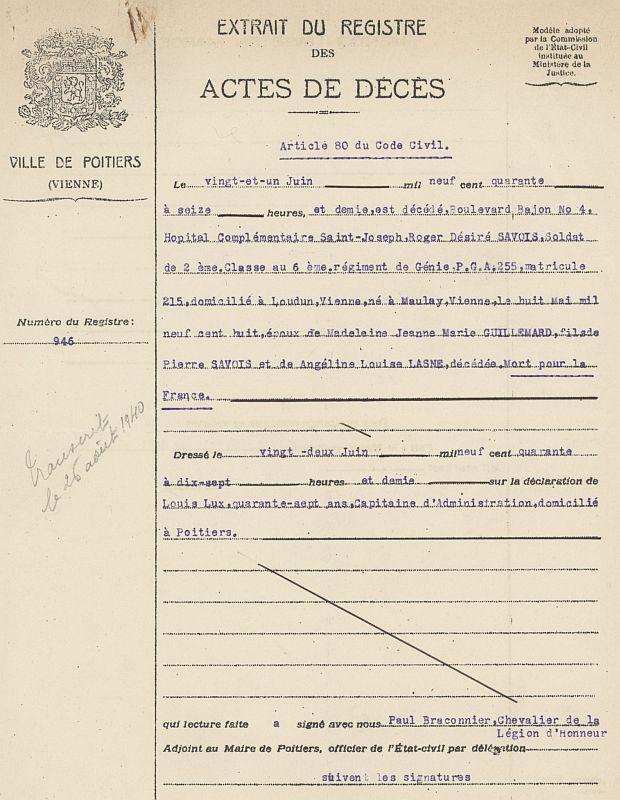 EXTRAIT DU REGISTRE
DES
ACTES DE DÉCÈS
Modèle adopté
par la Commission
de l'État-Civil
instituée au
Ministère de la
Justice.
VILLE DE POITIERS
(VIENNE)
Numéro du Registre:
946
Transcrit
le 26 août 1940
Article 80 du Code Civil.
Le vingt-et-un Juin mil neuf cent quarante
à seize heures, et demie,est décédé,Boulevard Bajon No 4,
Hopital Complémentaire Saint-Joseph,Roger Désiré SAVOIS,Soldat
de 2 ème.Classe au 6 ème.régiment de Génie,P.G.A,255,matricule
215,domicilié à Loudun,Vienne,né à Maulay,Vienne,Le huit Mai mil
neuf cent huit,époux de Madeleine Jeanne Marie GUILLEMARD,filsde
Pierre SAVOIS et de Angéline Louise LASNE,décédée.Mort pour la
France.
Dressé le vingt -deux Juin mil neuf cent quarante
à dix-sept heures et demie sur la déclaration de
Louis Lux,quarante-sept ans,Capitaine d'Administration,domicilié
à Poitiers.
qui lecture faite a signé avec nous Paul Braconnier,Chevalier de la
Légion d'Honneur
Adjoint au Maire de Poitiers, officier de l'État-civil par délégation
suivent les signatures